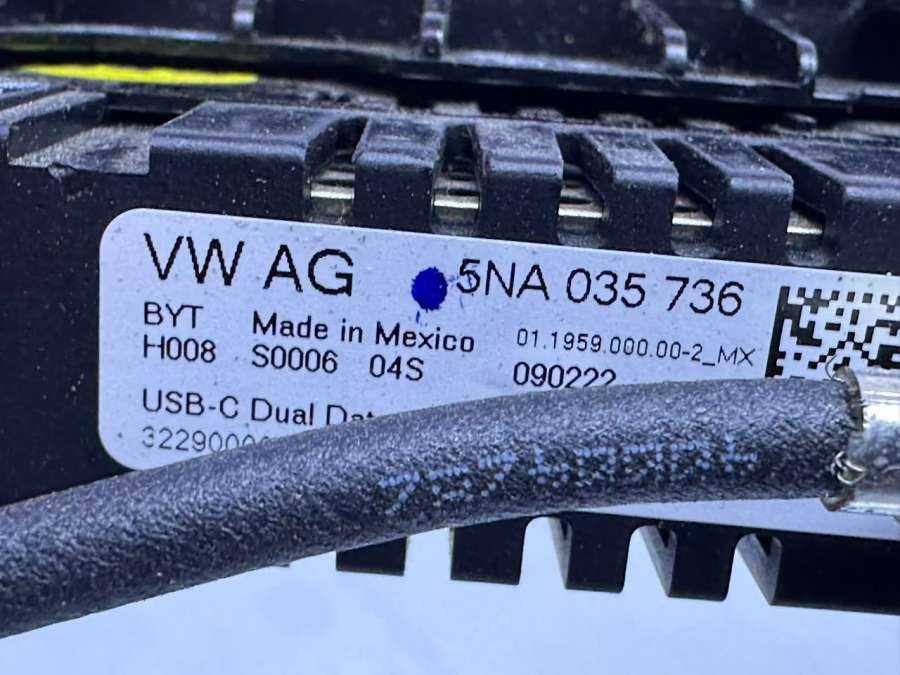 VW AG 5NA 035 736
BYT Made in Mexico 01.1959.000.00-2_MX
H008 S0006 04S 090222
USB-C Dual